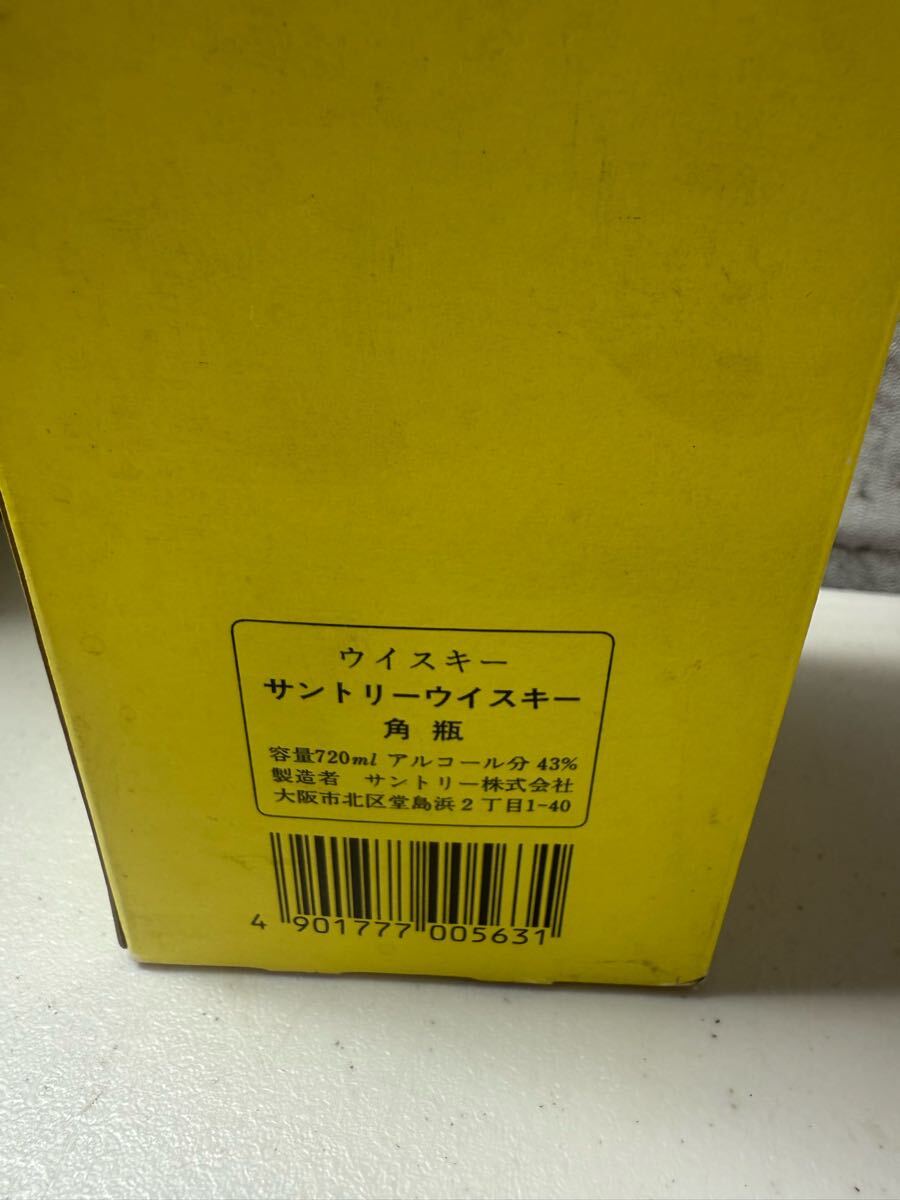 ウイスキー
サントリーウイスキー
角瓶
容量720ml アルコール分 43%
製造者 サントリー株式会社
大阪市北区堂島浜2丁目1-40
4 901777 005631